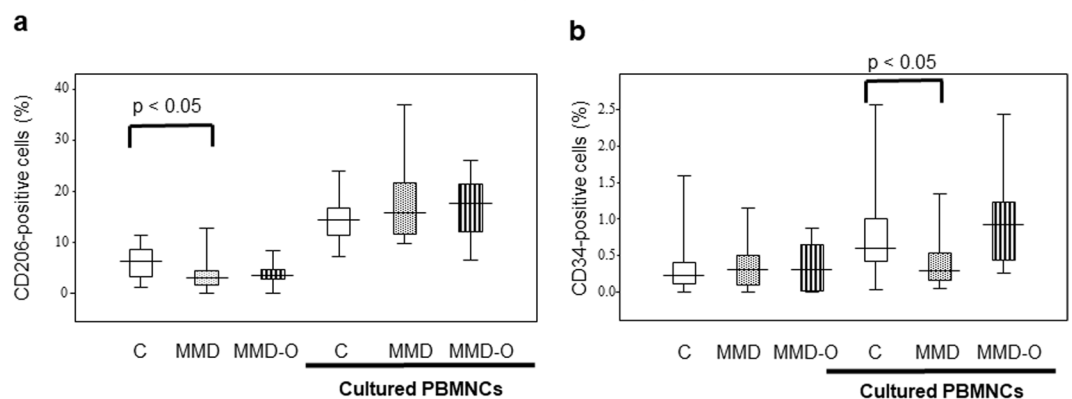 a
CD206-positive cells (%)
40
30
20
10
0
p < 0.05
C MMD MMD-O C MMD MMD-O
Cultured PBMNCs
b
CD34-positive cells (%)
2.5
2.0
1.5
1.0
0.5
0.0
p < 0.05
C MMD MMD-O C MMD MMD-O
Cultured PBMNCs